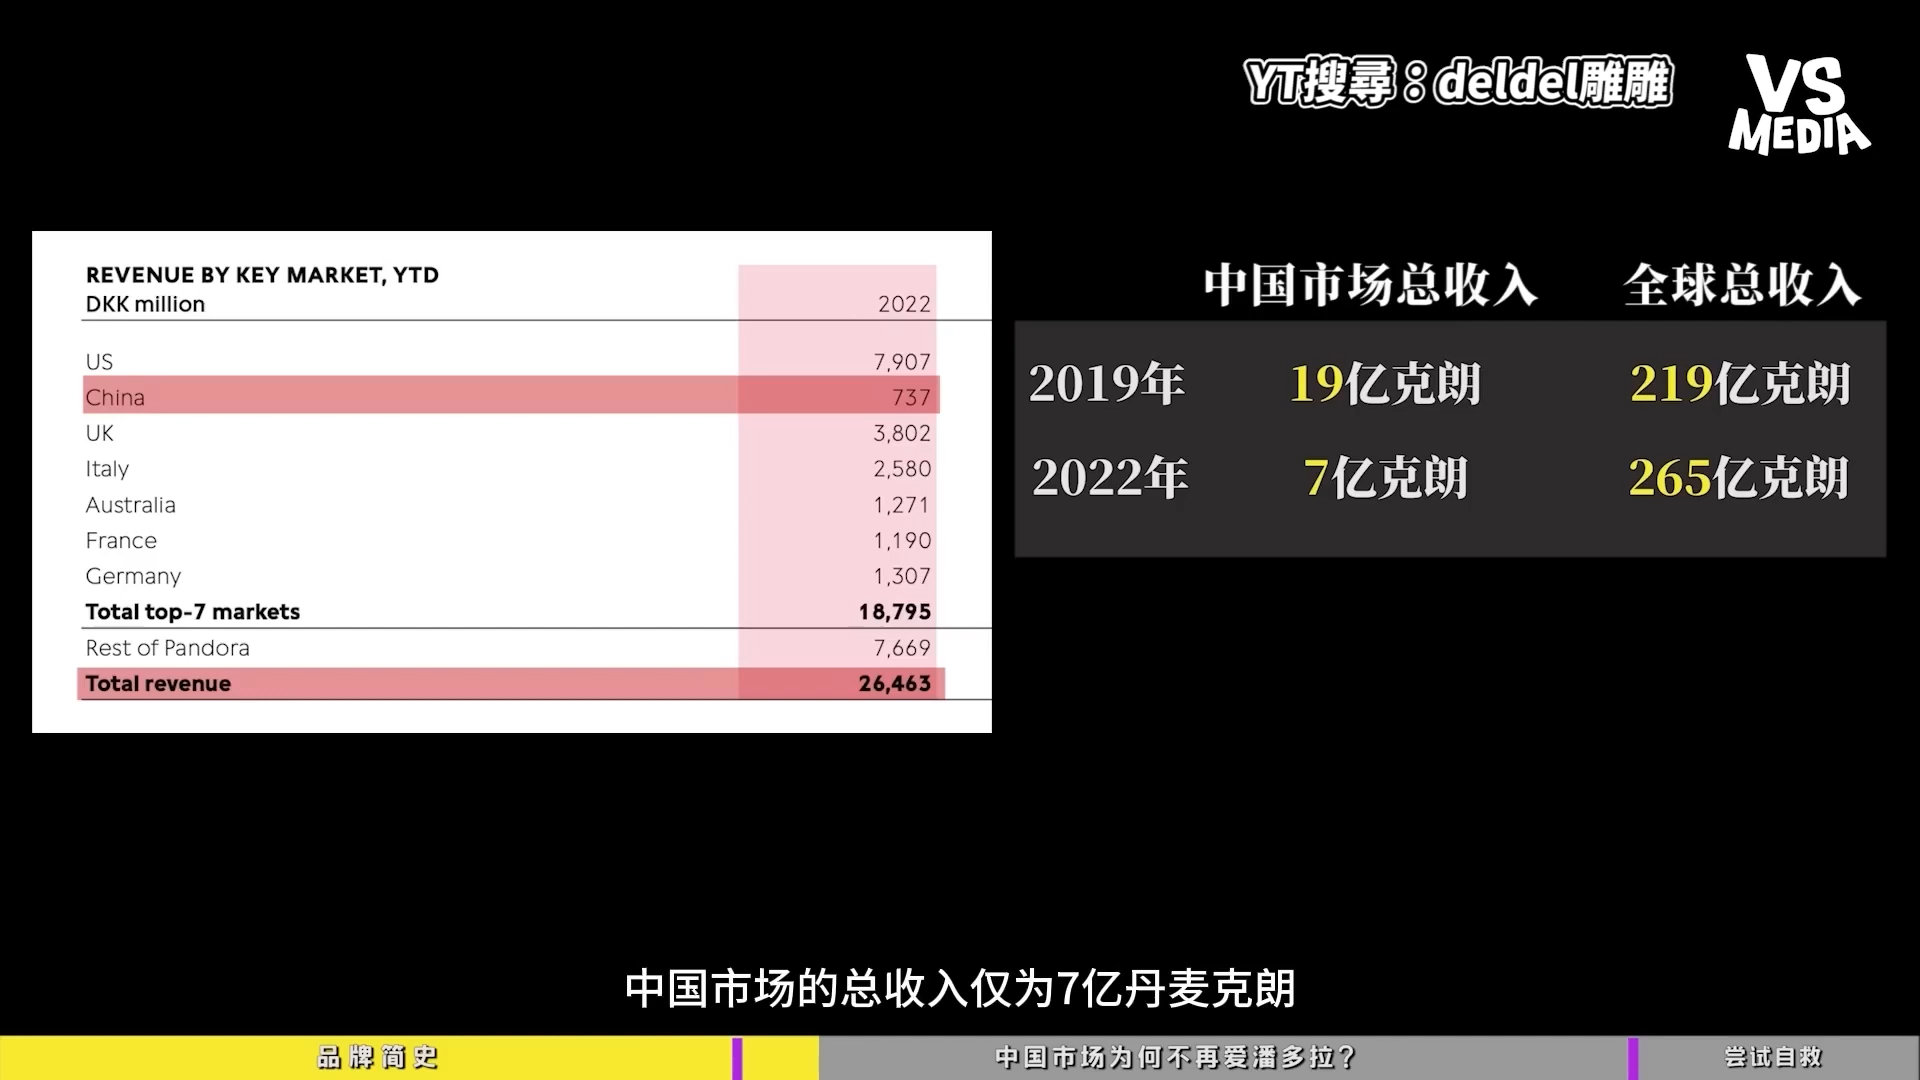 YT搜尋：deldel雕雕
VS
MEDIA
REVENUE BY KEY MARKET, YTD
DKK million 2022
US 7,907
China 737
UK 3,802
Italy 2,580
Australia 1,271
France 1,190
Germany 1,307
Total top-7 markets 18,795
Rest of Pandora 7,669
Total revenue 26,463
中国市场总收入 全球总收入
2019年 19亿克朗 219亿克朗
2022年 7亿克朗 265亿克朗
中国市场的总收入仅为7亿丹麦克朗
品牌简史 中国市场为何不再爱潘多拉? 尝试自救